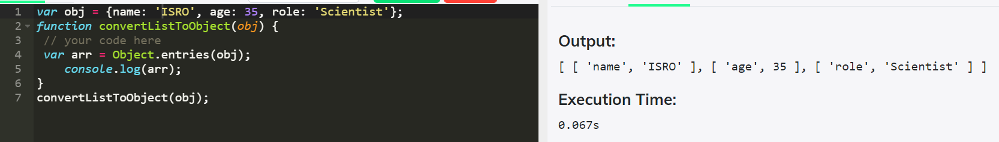 1 var obj = {name: 'ISRO', age: 35, role: 'Scientist'};
2 function convertListToObject(obj) {
3 // your code here
4 var arr = Object.entries(obj);
5 console.log(arr);
6 }
7 convertListToObject(obj);
Output:
[ [ 'name', 'ISRO' ], [ 'age', 35 ], [ 'role', 'Scientist' ] ]
Execution Time:
0.067s